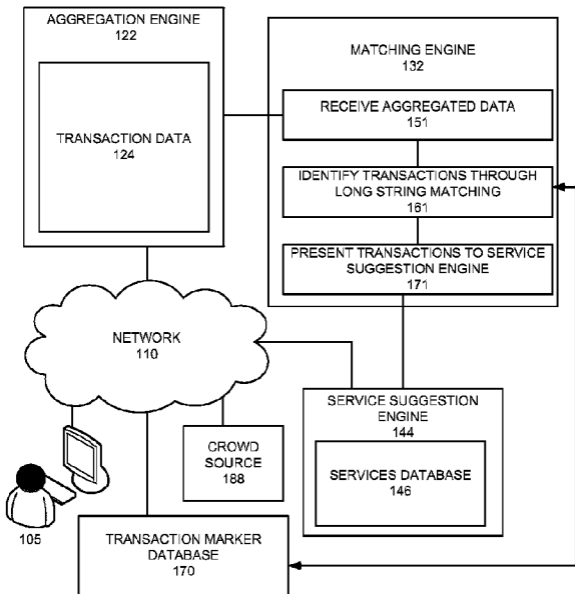 AGGREGATION ENGINE
122
TRANSACTION DATA
124
MATCHING ENGINE
132
RECEIVE AGGREGATED DATA
151
IDENTIFY TRANSACTIONS THROUGH
LONG STRING MATCHING
161
PRESENT TRANSACTIONS TO SERVICE
SUGGESTION ENGINE
171
NETWORK
110
CROWD
SOURCE
188
SERVICE SUGGESTION
ENGINE
144
SERVICES DATABASE
146
105
TRANSACTION MARKER
DATABASE
170